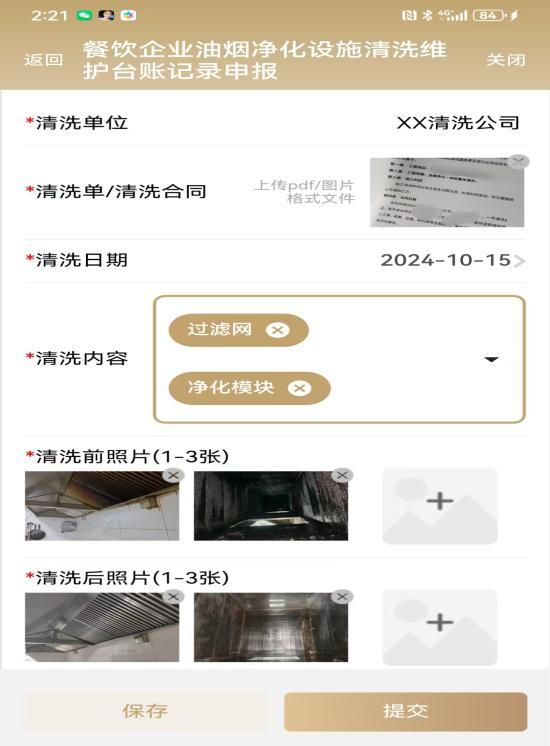 2:21
4G
84
返回
餐饮企业油烟净化设施清洗维
护台账记录申报
关闭
*清洗单位
XX清洗公司
*清洗单/清洗合同
上传pdf/图片
格式文件
*清洗日期
2024-10-15
*清洗内容
过滤网
净化模块
*清洗前照片(1-3张)
*清洗后照片(1-3张)
保存
提交